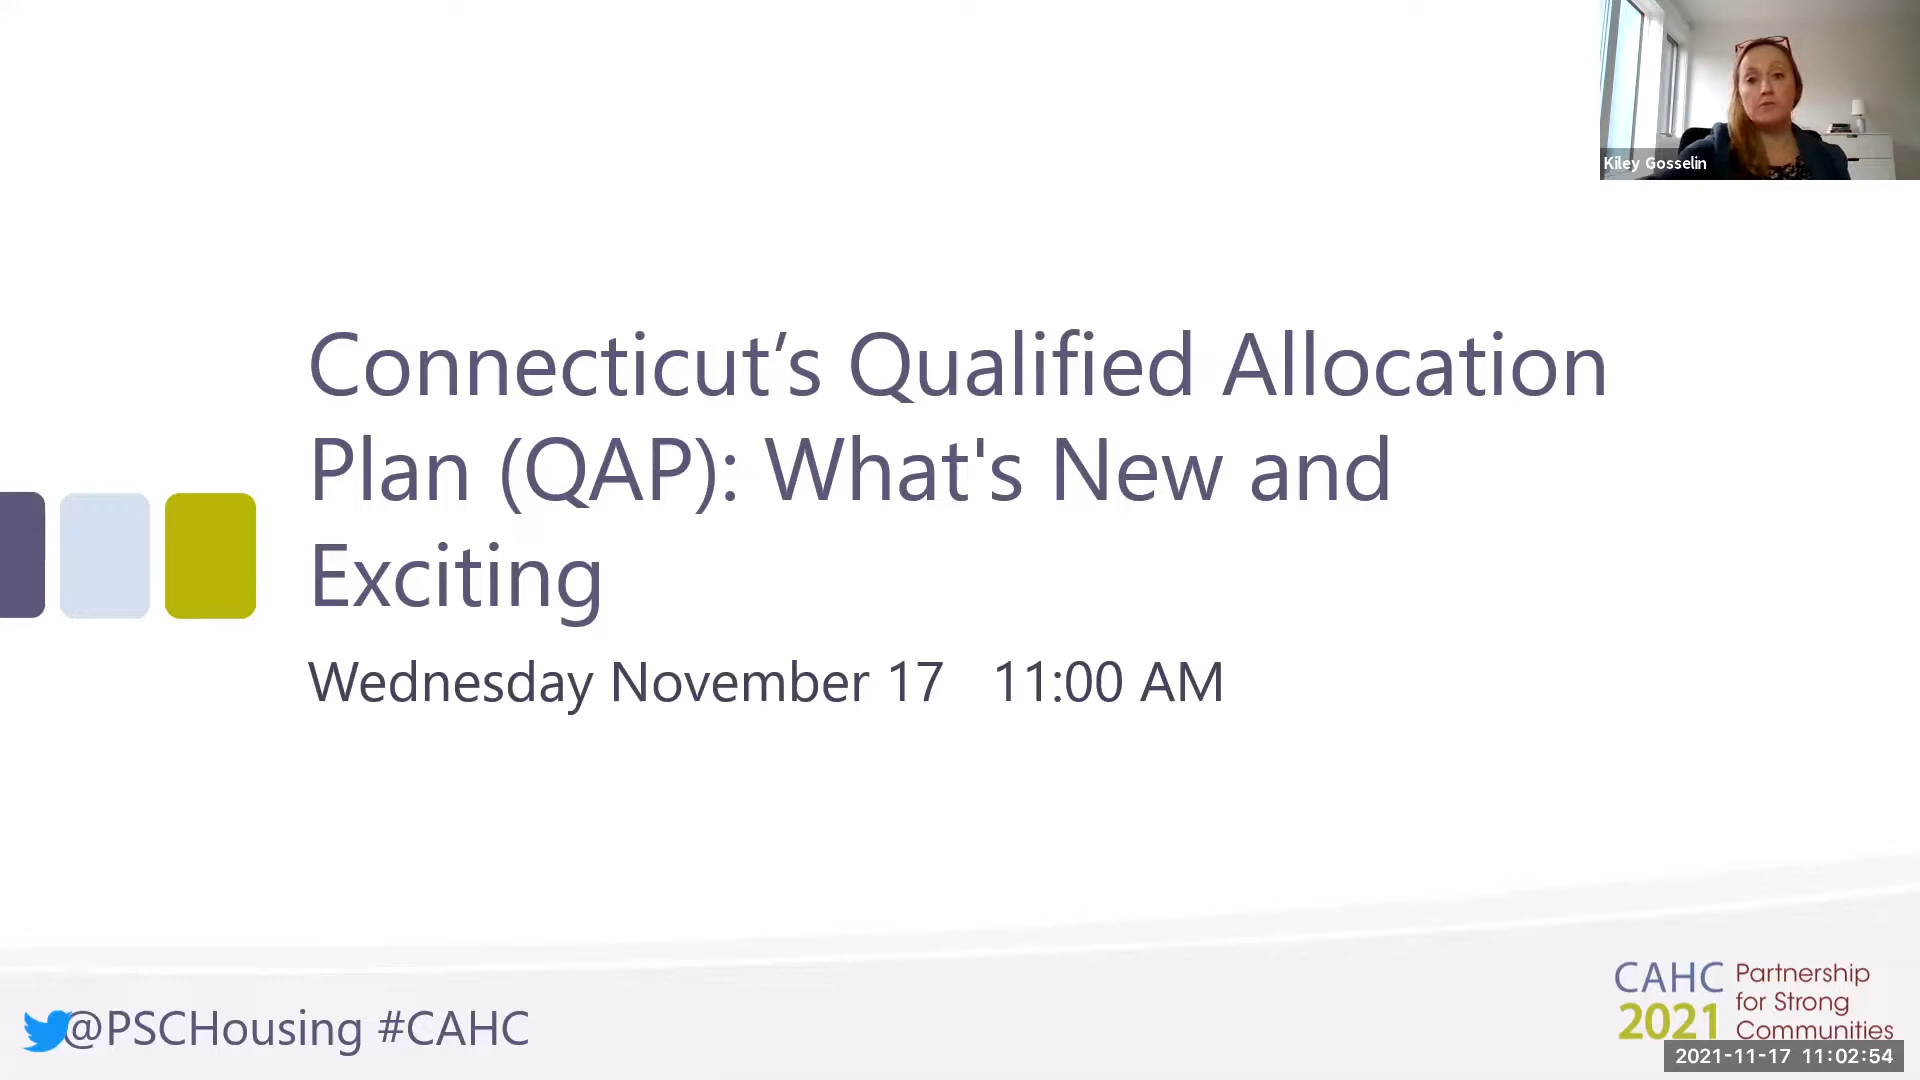 Kiley Gosselin
Connecticut’s Qualified Allocation
Plan (QAP): What's New and
Exciting
Wednesday November 17   11:00 AM
@PSCHousing #CAHC
CAHC
2021
Partnership
for Strong
Communities
2021-11-17 11:02:54